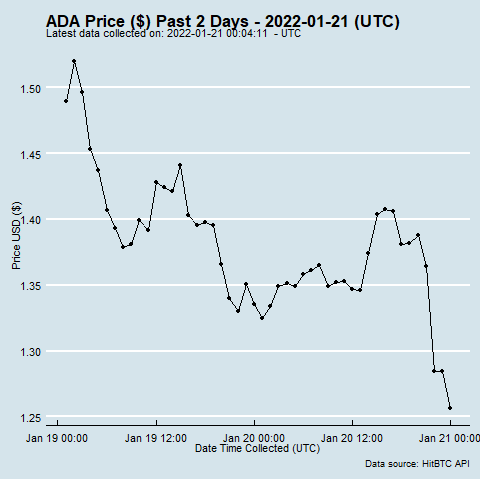 ADA Price ($) Past 2 Days - 2022-01-21 (UTC)
Latest data collected on: 2022-01-21 00:04:11 - UTC
Price USD ($)
1.50
1.45
1.40
1.35
1.30
1.25
Jan 19 00:00 Jan 19 12:00 Jan 20 00:00 Jan 20 12:00 Jan 21 00:00
Date Time Collected (UTC)
Data source: HitBTC API